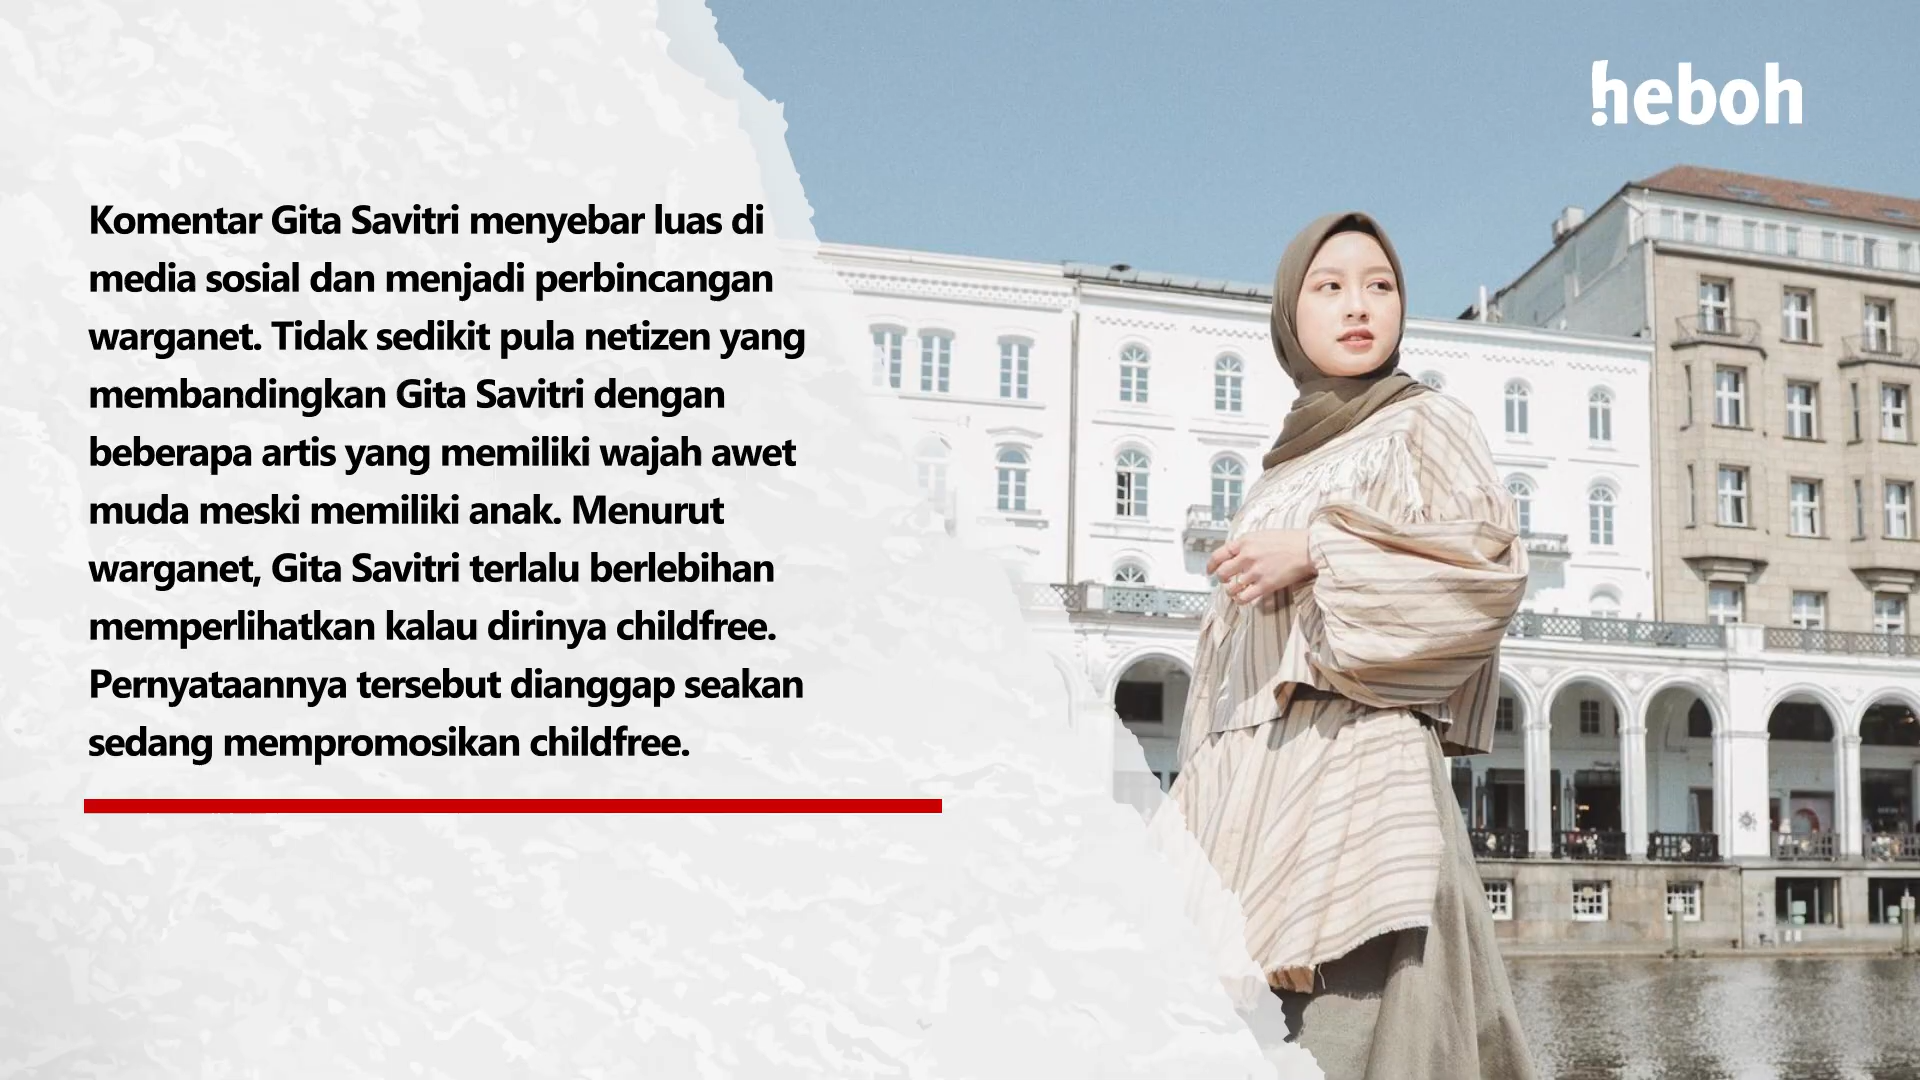 heboh
Komentar Gita Savitri menyebar luas di
media sosial dan menjadi perbincangan
warganet. Tidak sedikit pula netizen yang
membandingkan Gita Savitri dengan
beberapa artis yang memiliki wajah awet
muda meski memiliki anak. Menurut
warganet, Gita Savitri terlalu berlebihan
memperlihatkan kalau dirinya childfree.
Pernyataannya tersebut dianggap seakan
sedang mempromosikan childfree.